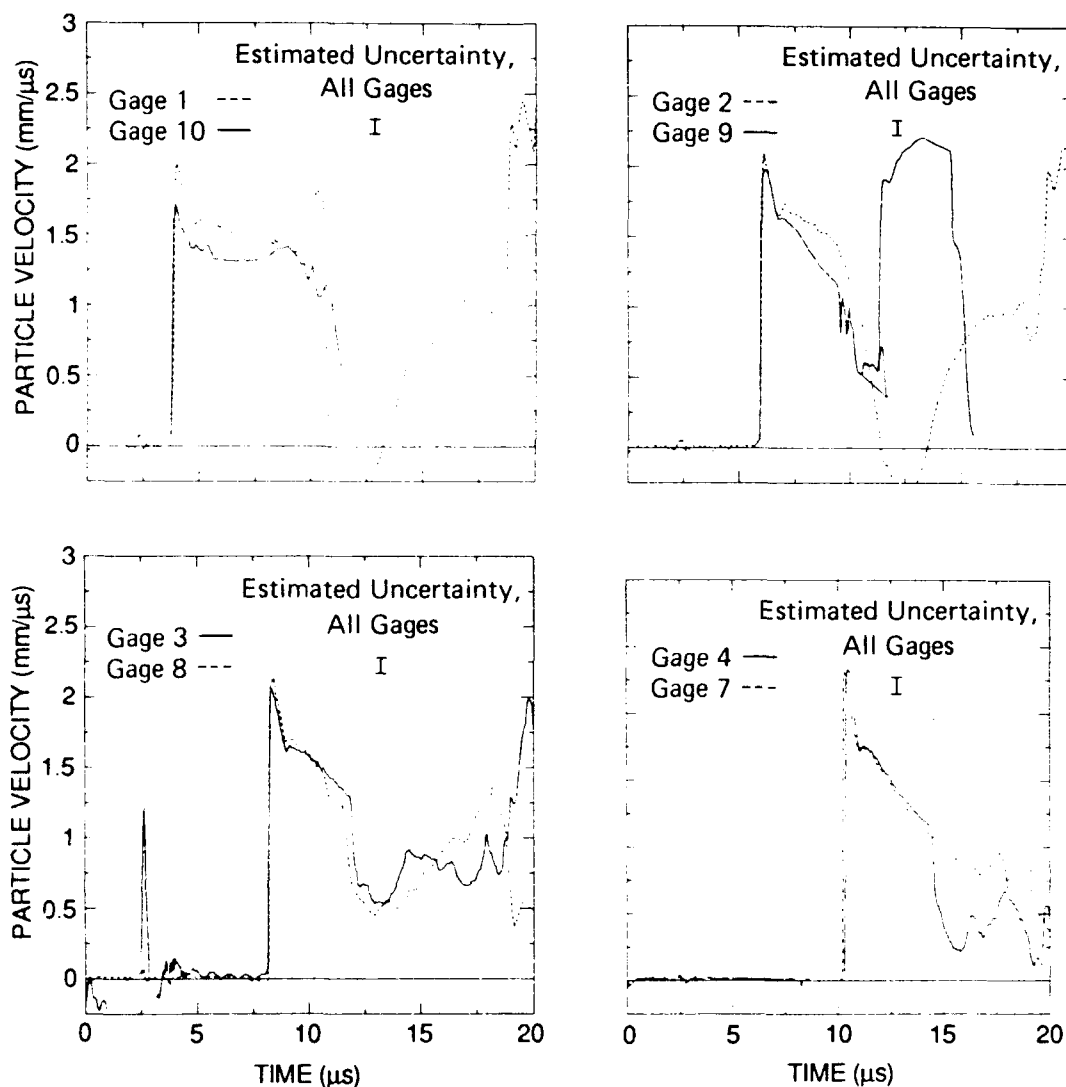 3
Estimated Uncertainty,
All Gages
2.5
Gage 1
Gage 10
2
1.5
1
0.5
0
PARTICLE VELOCITY (mm/μs)
Estimated Uncertainty,
All Gages
Gage 2
Gage 9
3
Estimated Uncertainty,
All Gages
2.5
Gage 3
Gage 8
2
1.5
1
0.5
0
PARTICLE VELOCITY (mm/μs)
0 5 10 15 20
TIME (μs)
Estimated Uncertainty,
All Gages
Gage 4
Gage 7
0 5 10 15 20
TIME (μs)